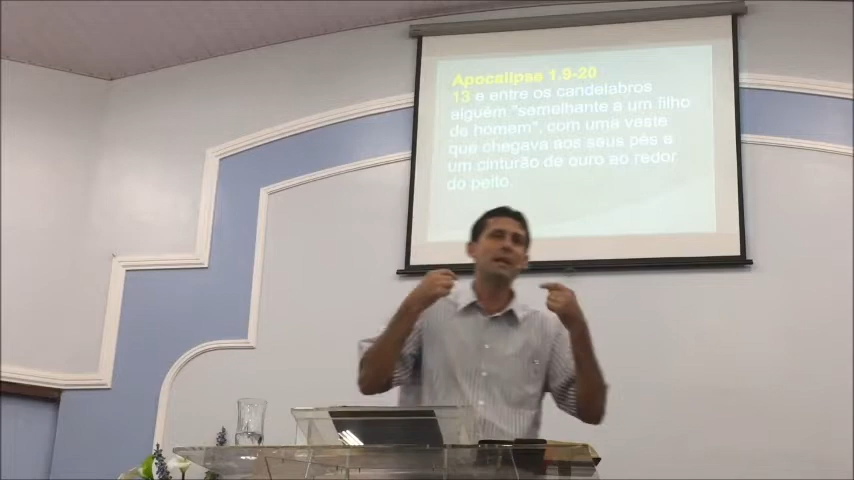 Apocalipse 1.9-20
13 e entre os candelabros
alguém "semelhante a um filho
de homem", com uma veste
que chegava aos seus pés e
um cinturão de ouro ao redor
do peito.